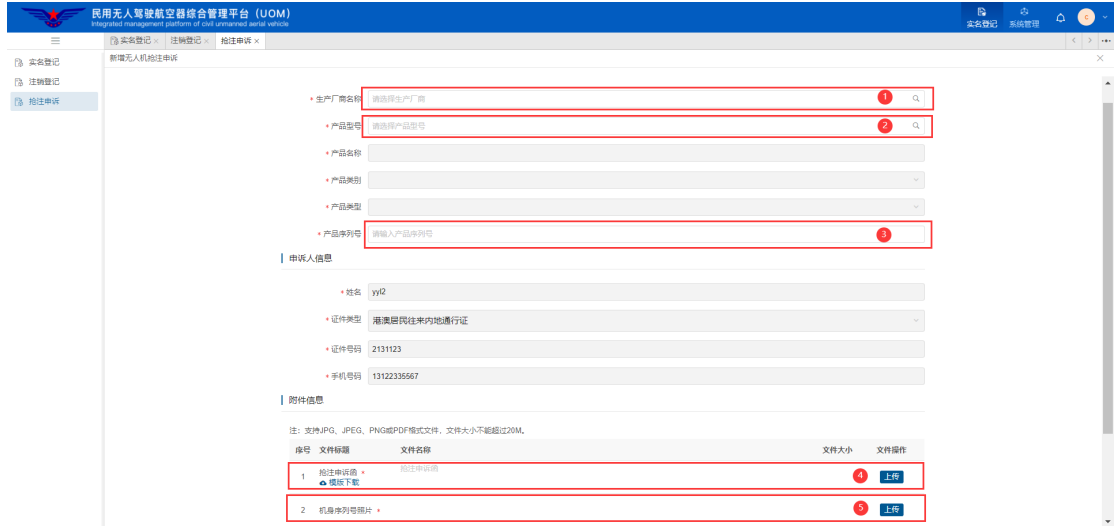 民用无人驾驶航空器综合管理平台（UOM）
Integrated management platform of civil unmanned aerial vehicle
实名登记
系统管理
C
实名登记 ×
注销登记 ×
抢注申诉 ×
实名登记
注销登记
抢注申诉
新增无人机抢注申诉
* 生产厂商名称 请选择生产厂商 1
* 产品型号 请选择产品型号 2
* 产品名称
* 产品类别
* 产品类型
* 产品序列号 请输入产品序列号 3
申诉人信息
* 姓名 yyl2
* 证件类型 港澳居民往来内地通行证
* 证件号码 2131123
* 手机号码 13122335567
附件信息
注：支持JPG、JPEG、PNG或PDF格式文件，文件大小不能超过20M。
序号 文件标题 文件名称 文件大小 文件操作
1 抢注申诉函 * 抢注申诉函 4 上传
模版下载
2 机身序列号照片 * 5 上传